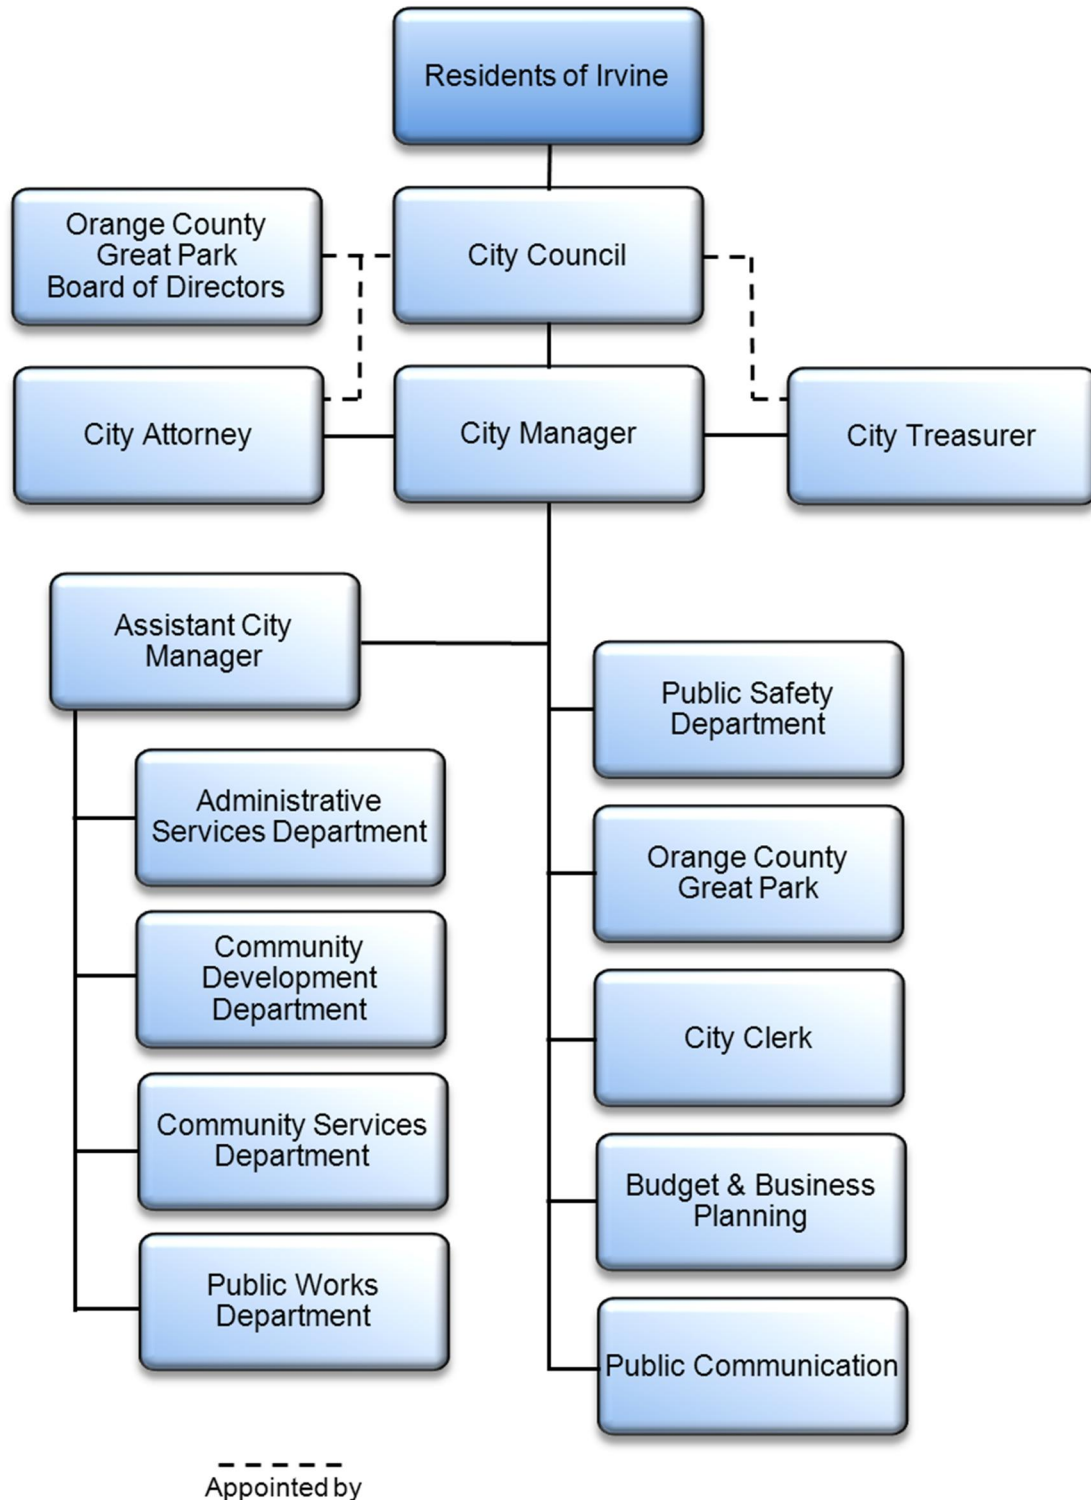 Residents of Irvine
Orange County
Great Park
Board of Directors
City Council
City Attorney
City Manager
City Treasurer
Assistant City
Manager
Administrative
Services Department
Community
Development
Department
Community Services
Department
Public Works
Department
Public Safety
Department
Orange County
Great Park
City Clerk
Budget & Business
Planning
Public Communication
Appointed by